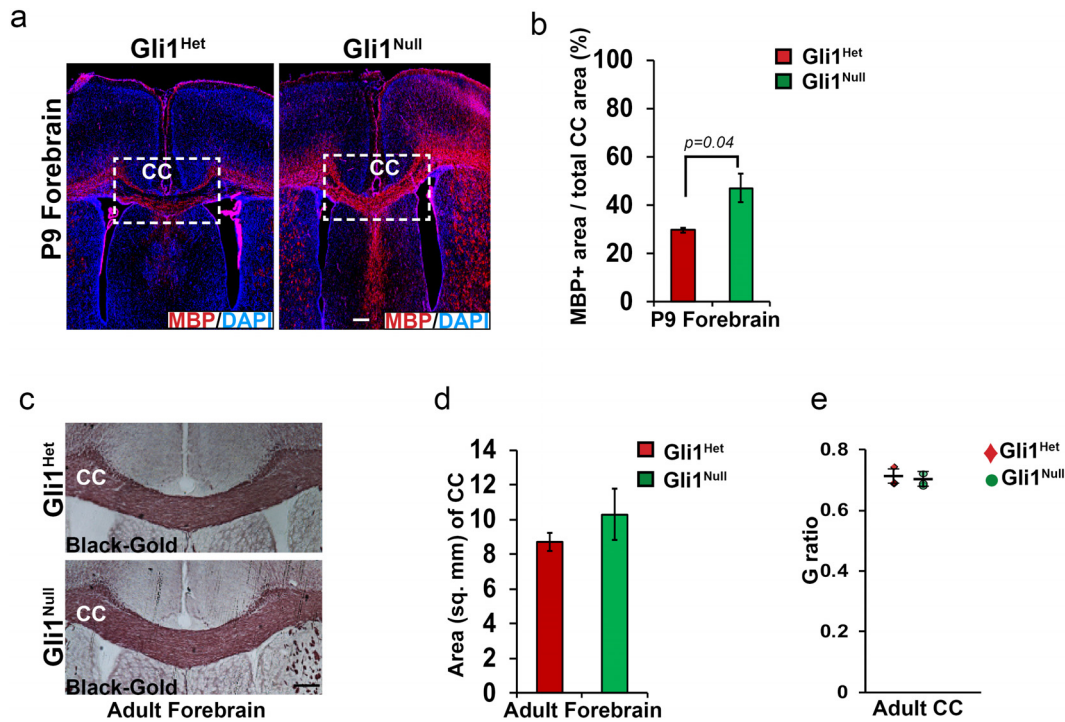 a
Gli1Het
Gli1Null
P9 Forebrain
CC
CC
MBP/DAPI
MBP/DAPI
b
MBP+ area / total CC area (%)
100
80
60
40
20
0
p=0.04
P9 Forebrain
Gli1Het
Gli1Null
c
Gli1Het
CC
Black-Gold
Gli1Null
CC
Black-Gold
Adult Forebrain
d
Area (sq. mm) of CC
14
12
10
8
6
4
2
0
Adult Forebrain
Gli1Het
Gli1Null
e
G ratio
0.8
0.6
0.4
0.2
0
Adult CC
Gli1Het
Gli1Null